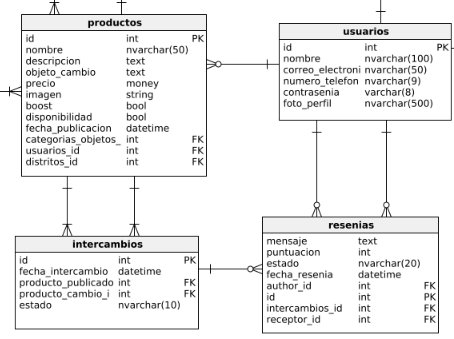 productos
id int PK
nombre nvarchar(50)
descripcion text
objeto_cambio text
precio money
imagen string
boost bool
disponibilidad bool
fecha_publicacion datetime
categorias_objetos_ int FK
usuarios_id int FK
distritos_id int FK
usuarios
id int PK
nombre nvarchar(100)
correo_electroni nvarchar(50)
numero_telefon nvarchar(9)
contrasenia varchar(8)
foto_perfil nvarchar(500)
intercambios
id int PK
fecha_intercambio datetime
producto_publicado int FK
producto_cambio_i int FK
estado nvarchar(10)
resenias
mensaje text
puntuacion int
estado nvarchar(20)
fecha_resenia datetime
author_id int FK
id int PK
intercambios_id int FK
receptor_id int FK